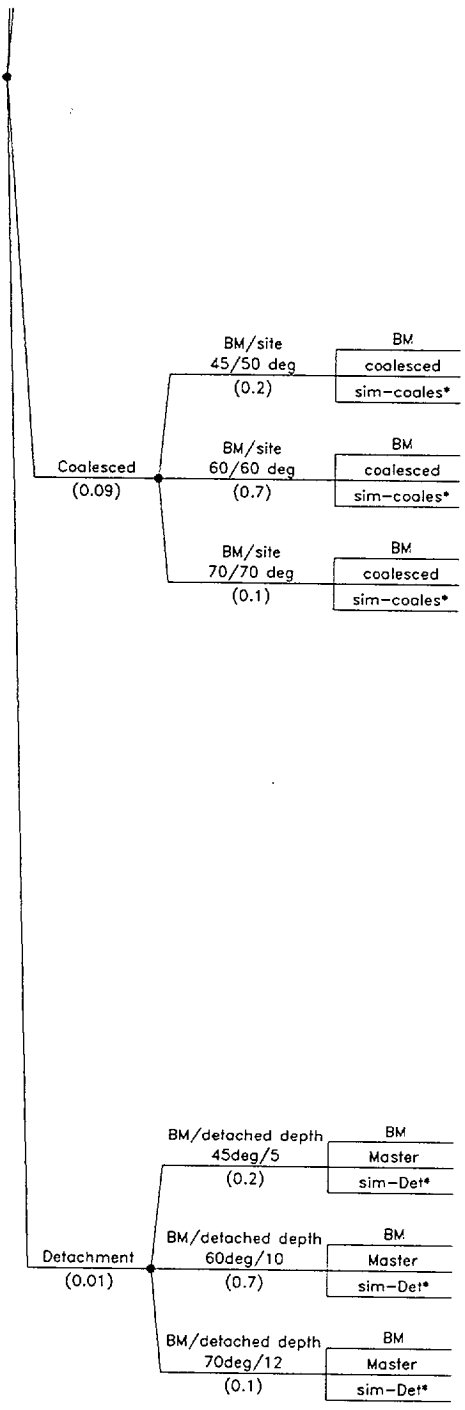 BM/site
45/50 deg
(0.2)
BM
coalesced
sim-coales*
Coalesced
(0.09)
BM/site
60/60 deg
(0.7)
BM
coalesced
sim-coales*
BM/site
70/70 deg
(0.1)
BM
coalesced
sim-coales*
BM/detached depth
45deg/5
(0.2)
BM
Master
sim-Det*
Detachment
(0.01)
BM/detached depth
60deg/10
(0.7)
BM
Master
sim-Det*
BM/detached depth
70deg/12
(0.1)
BM
Master
sim-Det*